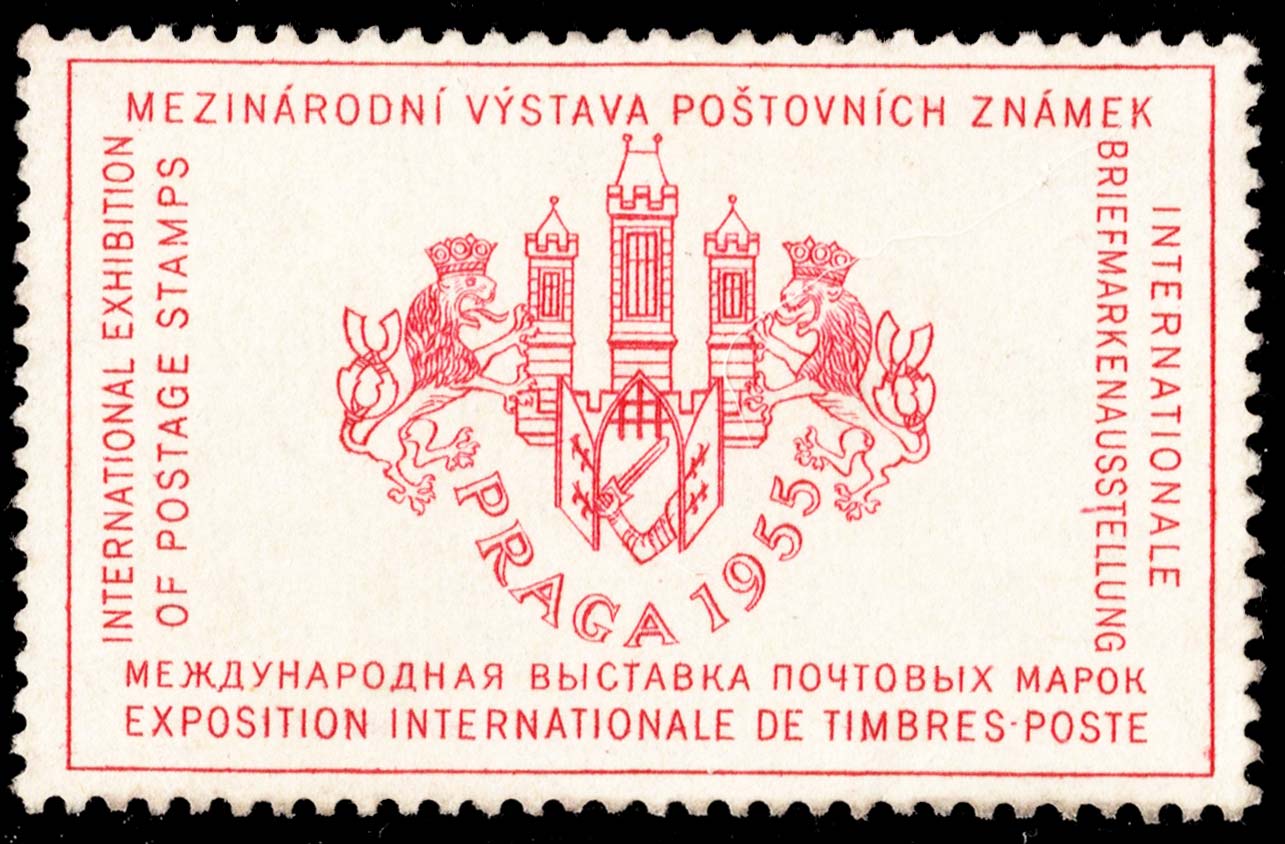 MEZINÁRODNÍ VÝSTAVA POŠTOVNÍCH ZNÁMEK
INTERNATIONAL EXHIBITION
OF POSTAGE STAMPS
PRAGA 1955
INTERNATIONALE
BRIEFMARKENAUSSTELLUNG
МЕЖДУНАРОДНАЯ ВЫСТАВКА ПОЧТОВЫХ МАРОК
EXPOSITION INTERNATIONALE DE TIMBRES-POSTE